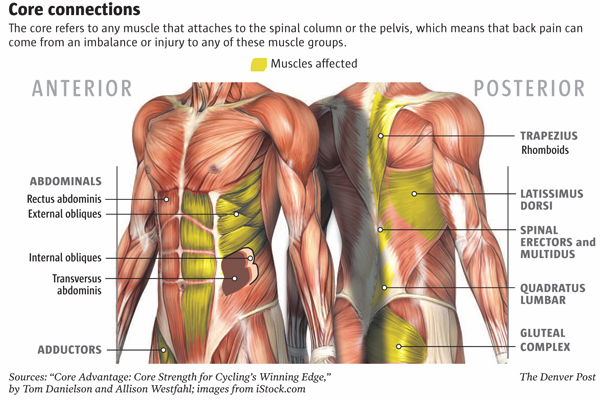 Core connections
The core refers to any muscle that attaches to the spinal column or the pelvis, which means that back pain can
come from an imbalance or injury to any of these muscle groups.
Muscles affected
ANTERIOR
POSTERIOR
ABDOMINALS
Rectus abdominis
External obliques
Internal obliques
Transversus
abdominis
ADDUCTORS
TRAPEZIUS
Rhomboids
LATISSIMUS
DORSI
SPINAL
ERECTORS and
MULTIDUS
QUADRATUS
LUMBAR
GLUTEAL
COMPLEX
Sources: “Core Advantage: Core Strength for Cycling’s Winning Edge,”
by Tom Danielson and Allison Westfahl; images from iStock.com
The Denver Post